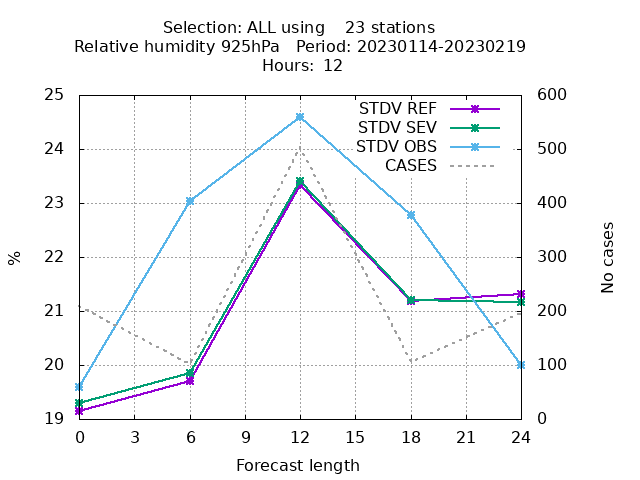 Selection: ALL using    23 stations
Relative humidity 925hPa   Period: 20230114-20230219
Hours:  12
25 600
STDV REF
24 STDV SEV 500
STDV OBS
CASES
23 400
22 300
% No cases
21 200
20 100
19 0
0 3 6 9 12 15 18 21 24
Forecast length